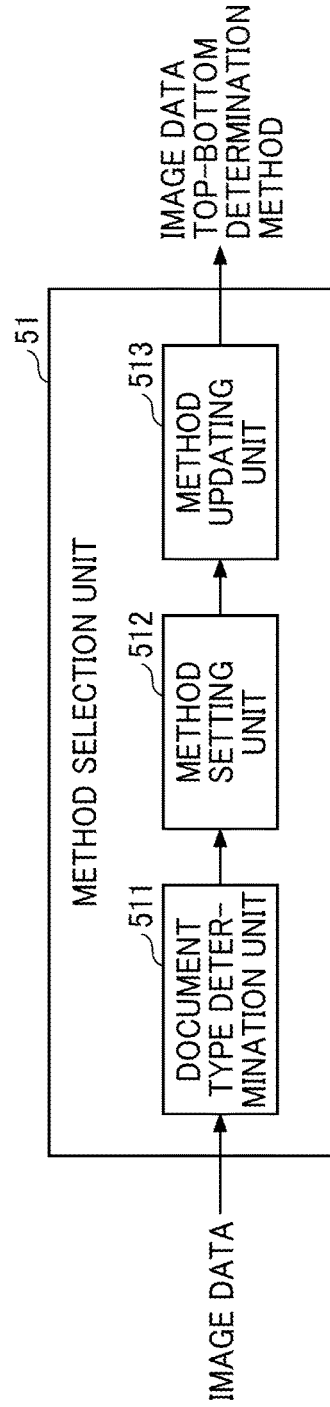 IMAGE DATA
METHOD SELECTION UNIT
51
511
DOCUMENT
TYPE DETER-
MINATION UNIT
512
METHOD
SETTING
UNIT
513
METHOD
UPDATING
UNIT
IMAGE DATA
TOP-BOTTOM
DETERMINATION
METHOD